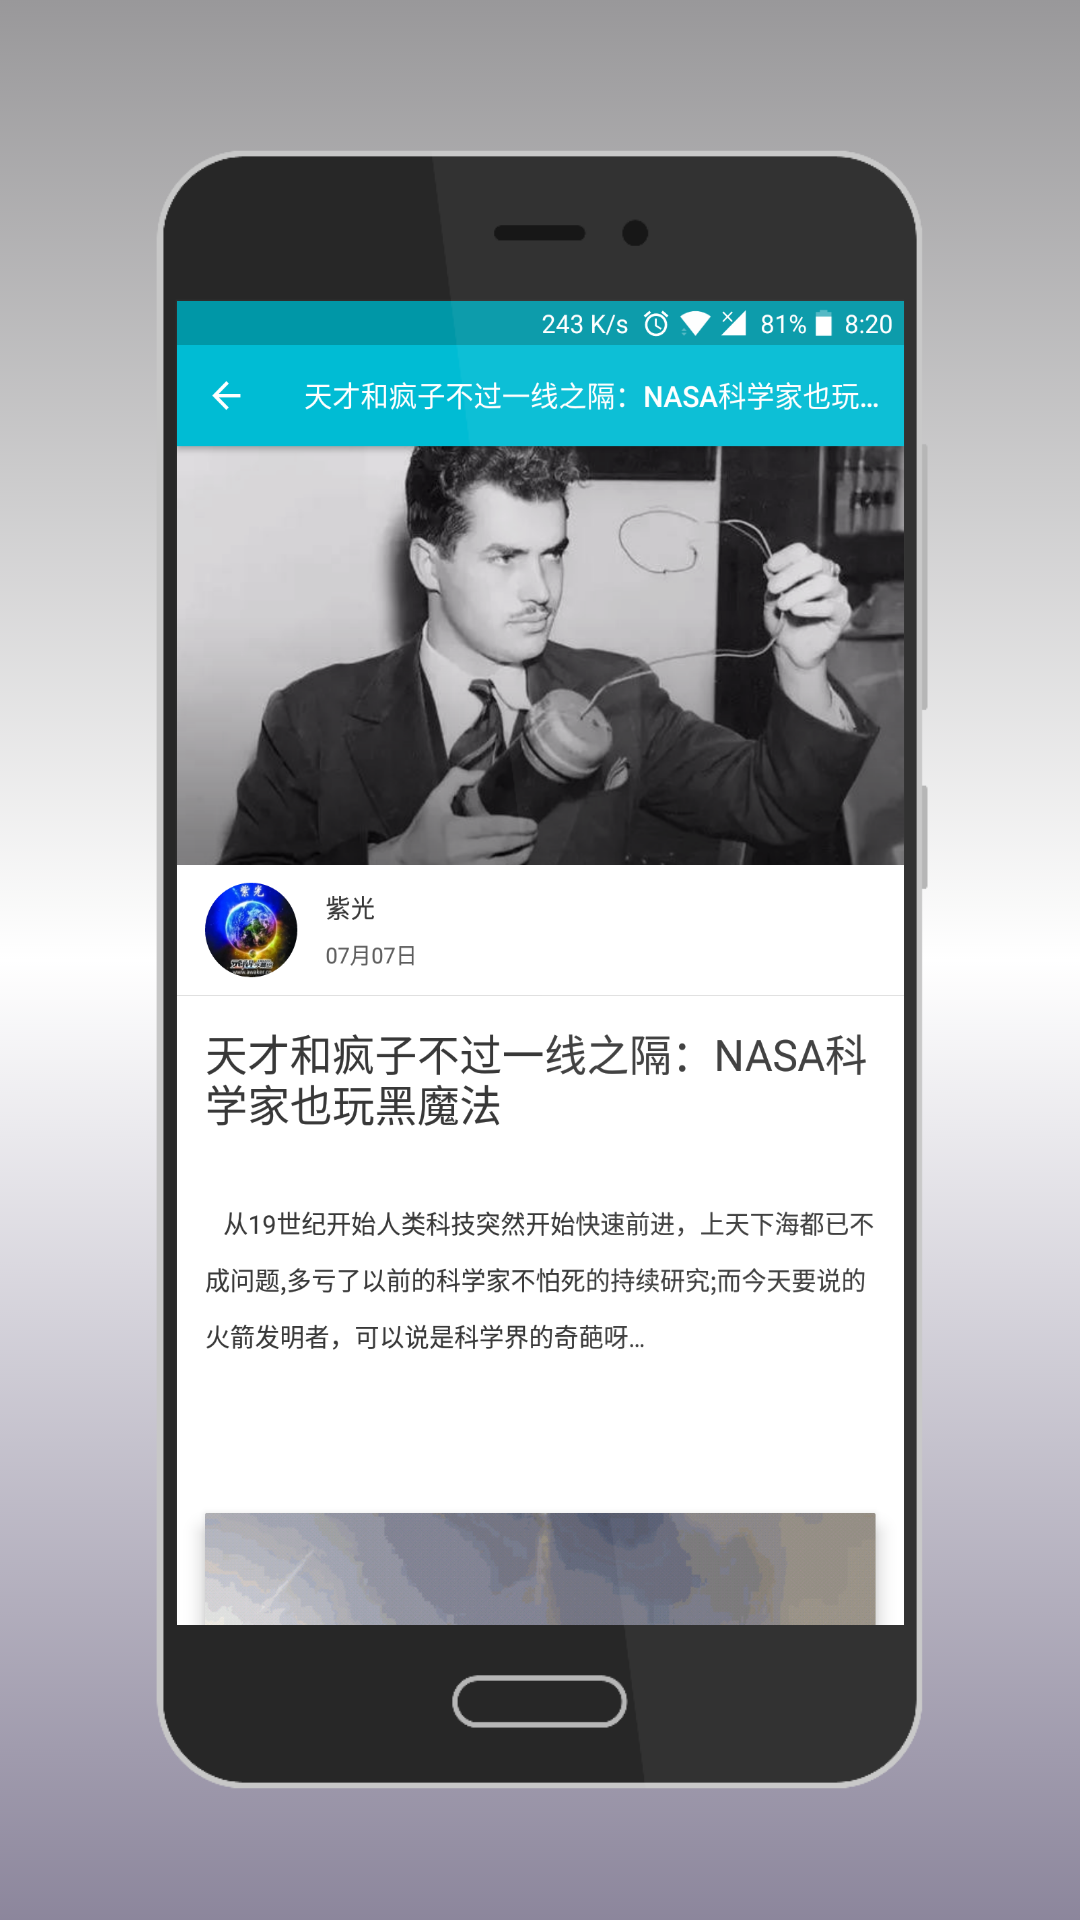 243 K/s 81% 8:20
天才和疯子不过一线之隔：NASA科学家也玩...
紫光
www.awaker.cn
紫光
07月07日
天才和疯子不过一线之隔：NASA科
学家也玩黑魔法
从19世纪开始人类科技突然开始快速前进，上天下海都已不
成问题,多亏了以前的科学家不怕死的持续研究;而今天要说的
火箭发明者，可以说是科学界的奇葩呀...